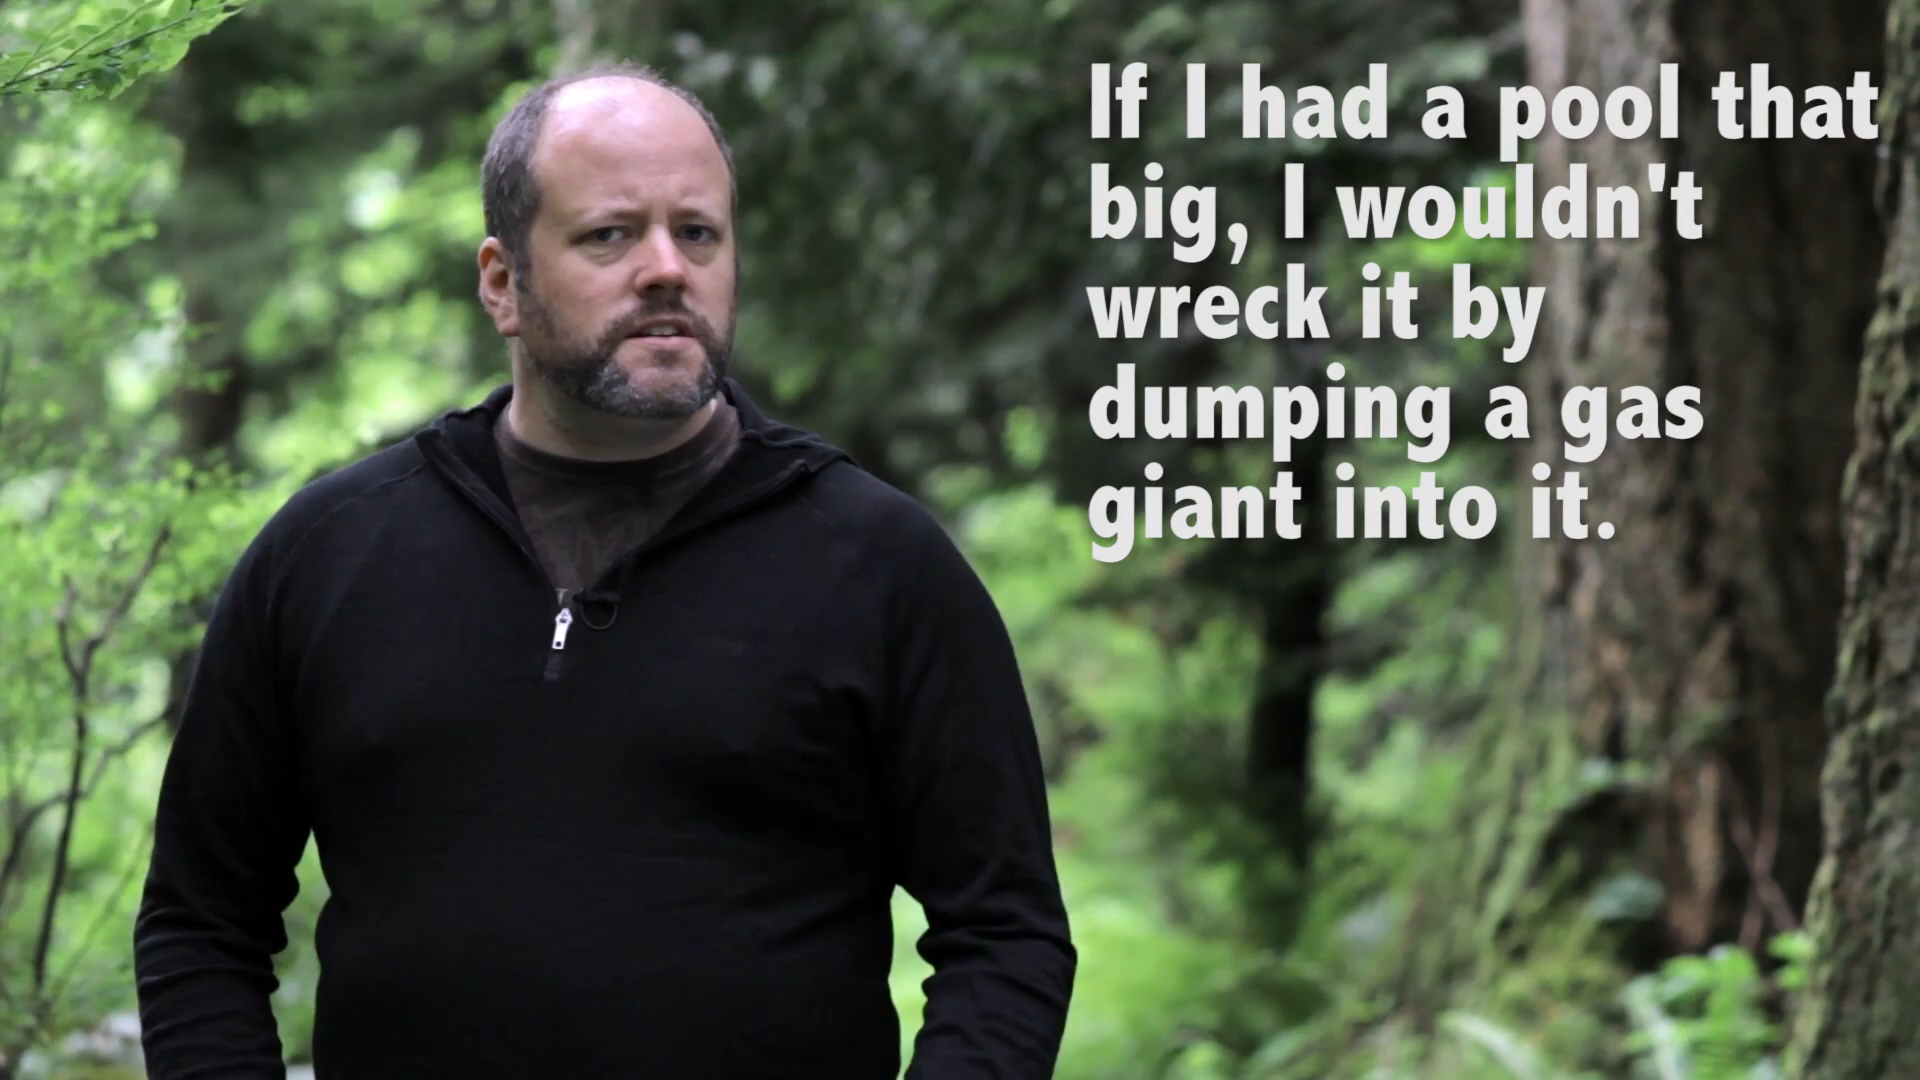 If I had a pool that
big, I wouldn't
wreck it by
dumping a gas
giant into it.